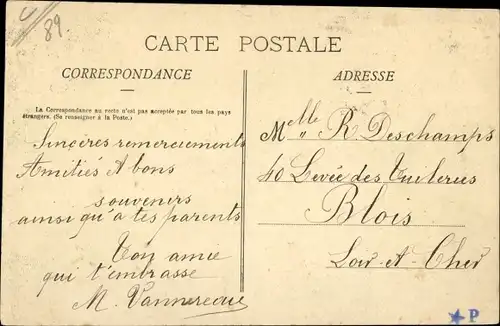 89
CARTE POSTALE
CORRESPONDANCE
La Correspondance au recto n'est pas acceptée par tous les pays
étrangers. (Se renseigner à la Poste.)
Sincères remerciements
Amitiés & bons
souvenirs
ainsi qu'à tes parents
Ton amie
qui t'embrasse
M. Vannereau
ADRESSE
Melle R Deschamps
40 Levée des Tuileries
Blois
Loir-et-Cher
P